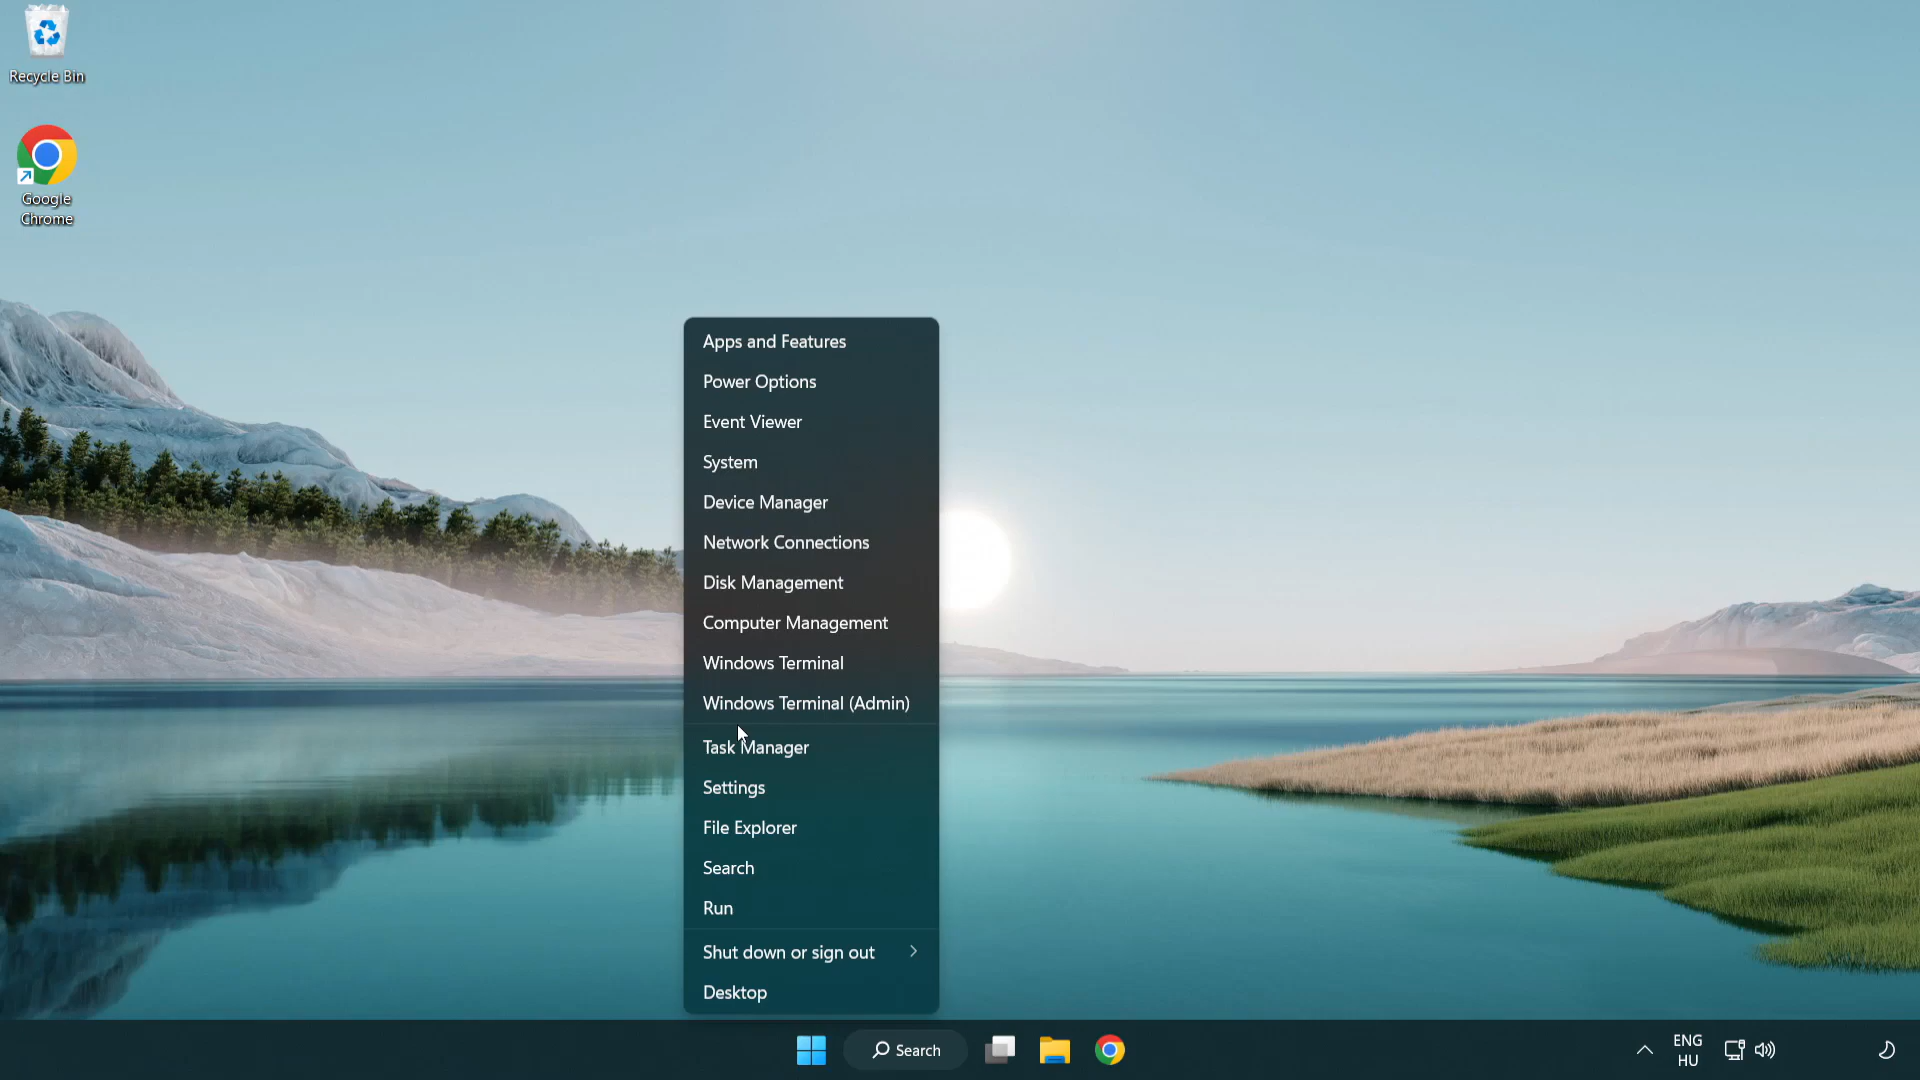 Recycle Bin
Google
Chrome
Apps and Features
Power Options
Event Viewer
System
Device Manager
Network Connections
Disk Management
Computer Management
Windows Terminal
Windows Terminal (Admin)
Task Manager
Settings
File Explorer
Search
Run
Shut down or sign out
Desktop
Search
ENG
HU